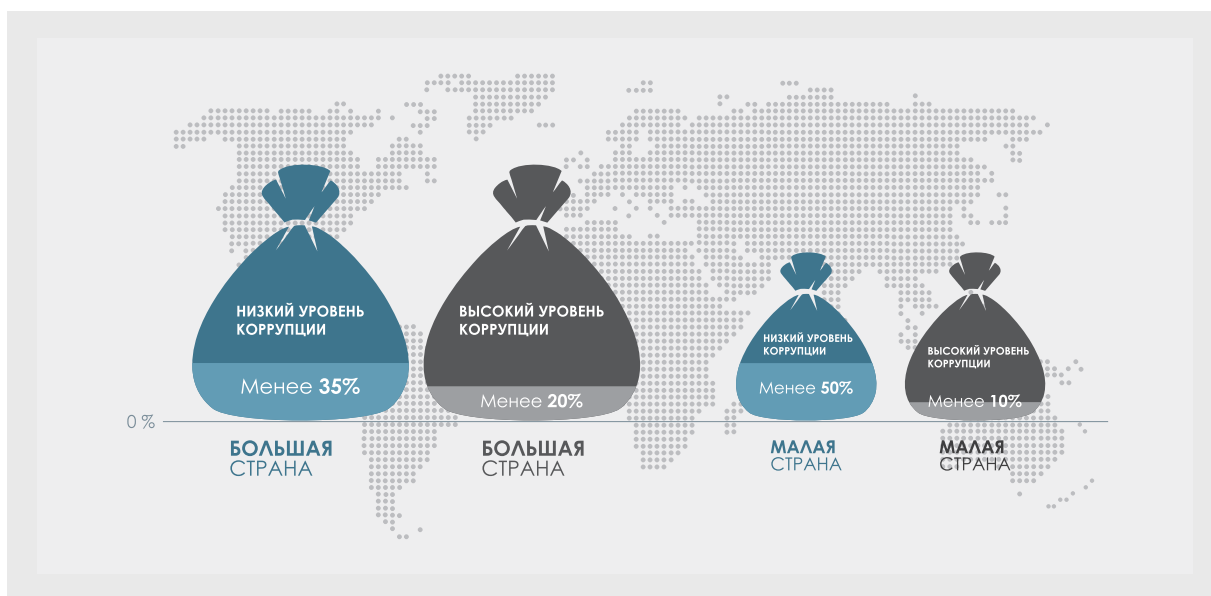 НИЗКИЙ УРОВЕНЬ
КОРРУПЦИИ
Менее 35%
ВЫСОКИЙ УРОВЕНЬ
КОРРУПЦИИ
Менее 20%
НИЗКИЙ УРОВЕНЬ
КОРРУПЦИИ
Менее 50%
ВЫСОКИЙ УРОВЕНЬ
КОРРУПЦИИ
Менее 10%
0 %
БОЛЬШАЯ
СТРАНА
БОЛЬШАЯ
СТРАНА
МАЛАЯ
СТРАНА
МАЛАЯ
СТРАНА